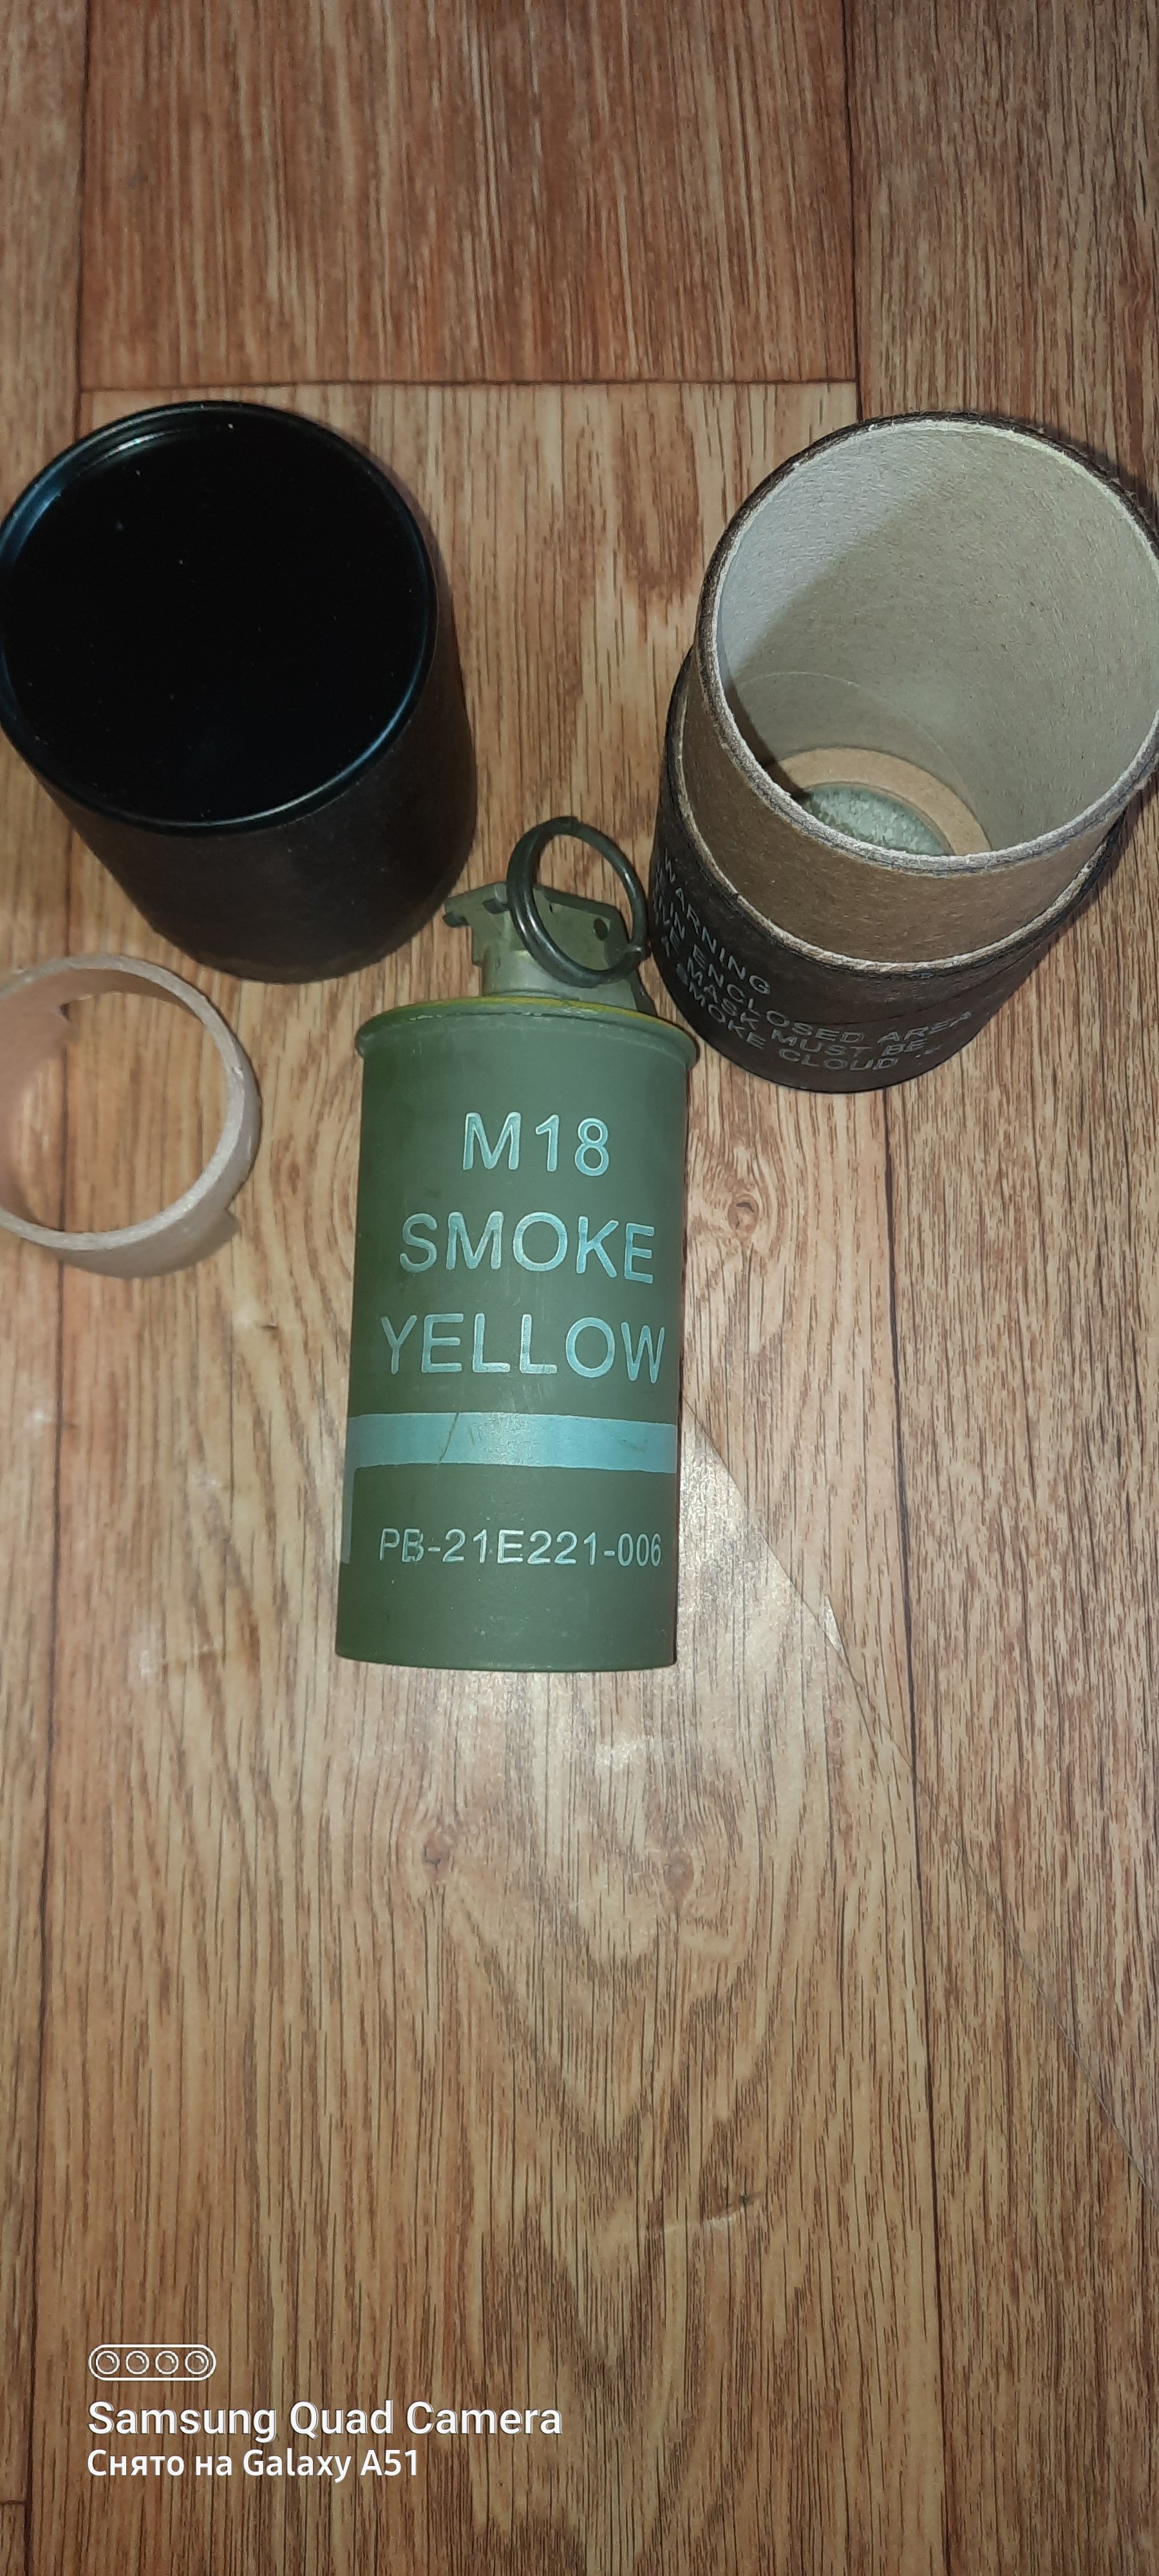 WARNING
ENCLOSED AREA
MASK MUST BE
SMOKE CLOUD
M18
SMOKE
YELLOW
PB-21E221-006
Samsung Quad Camera
Снято на Galaxy A51